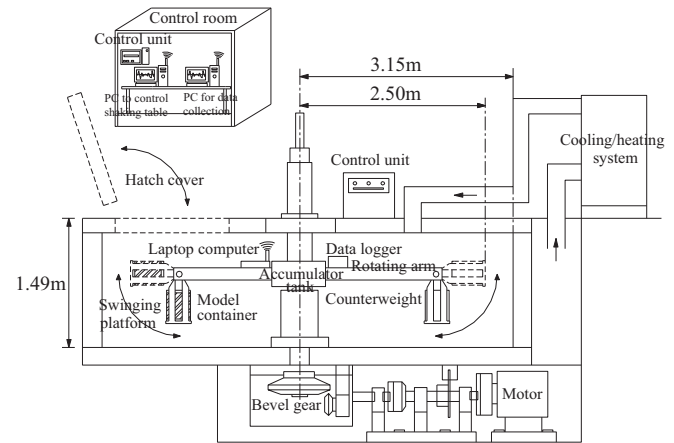 Control room
Control unit
PC to control
shaking table
PC for data
collection
3.15m
2.50m
Cooling/heating
system
Control unit
Hatch cover
Laptop computer
Data logger
Rotating arm
Accumulator
tank
1.49m
Swinging
platform
Model
container
Counterweight
Bevel gear
Motor